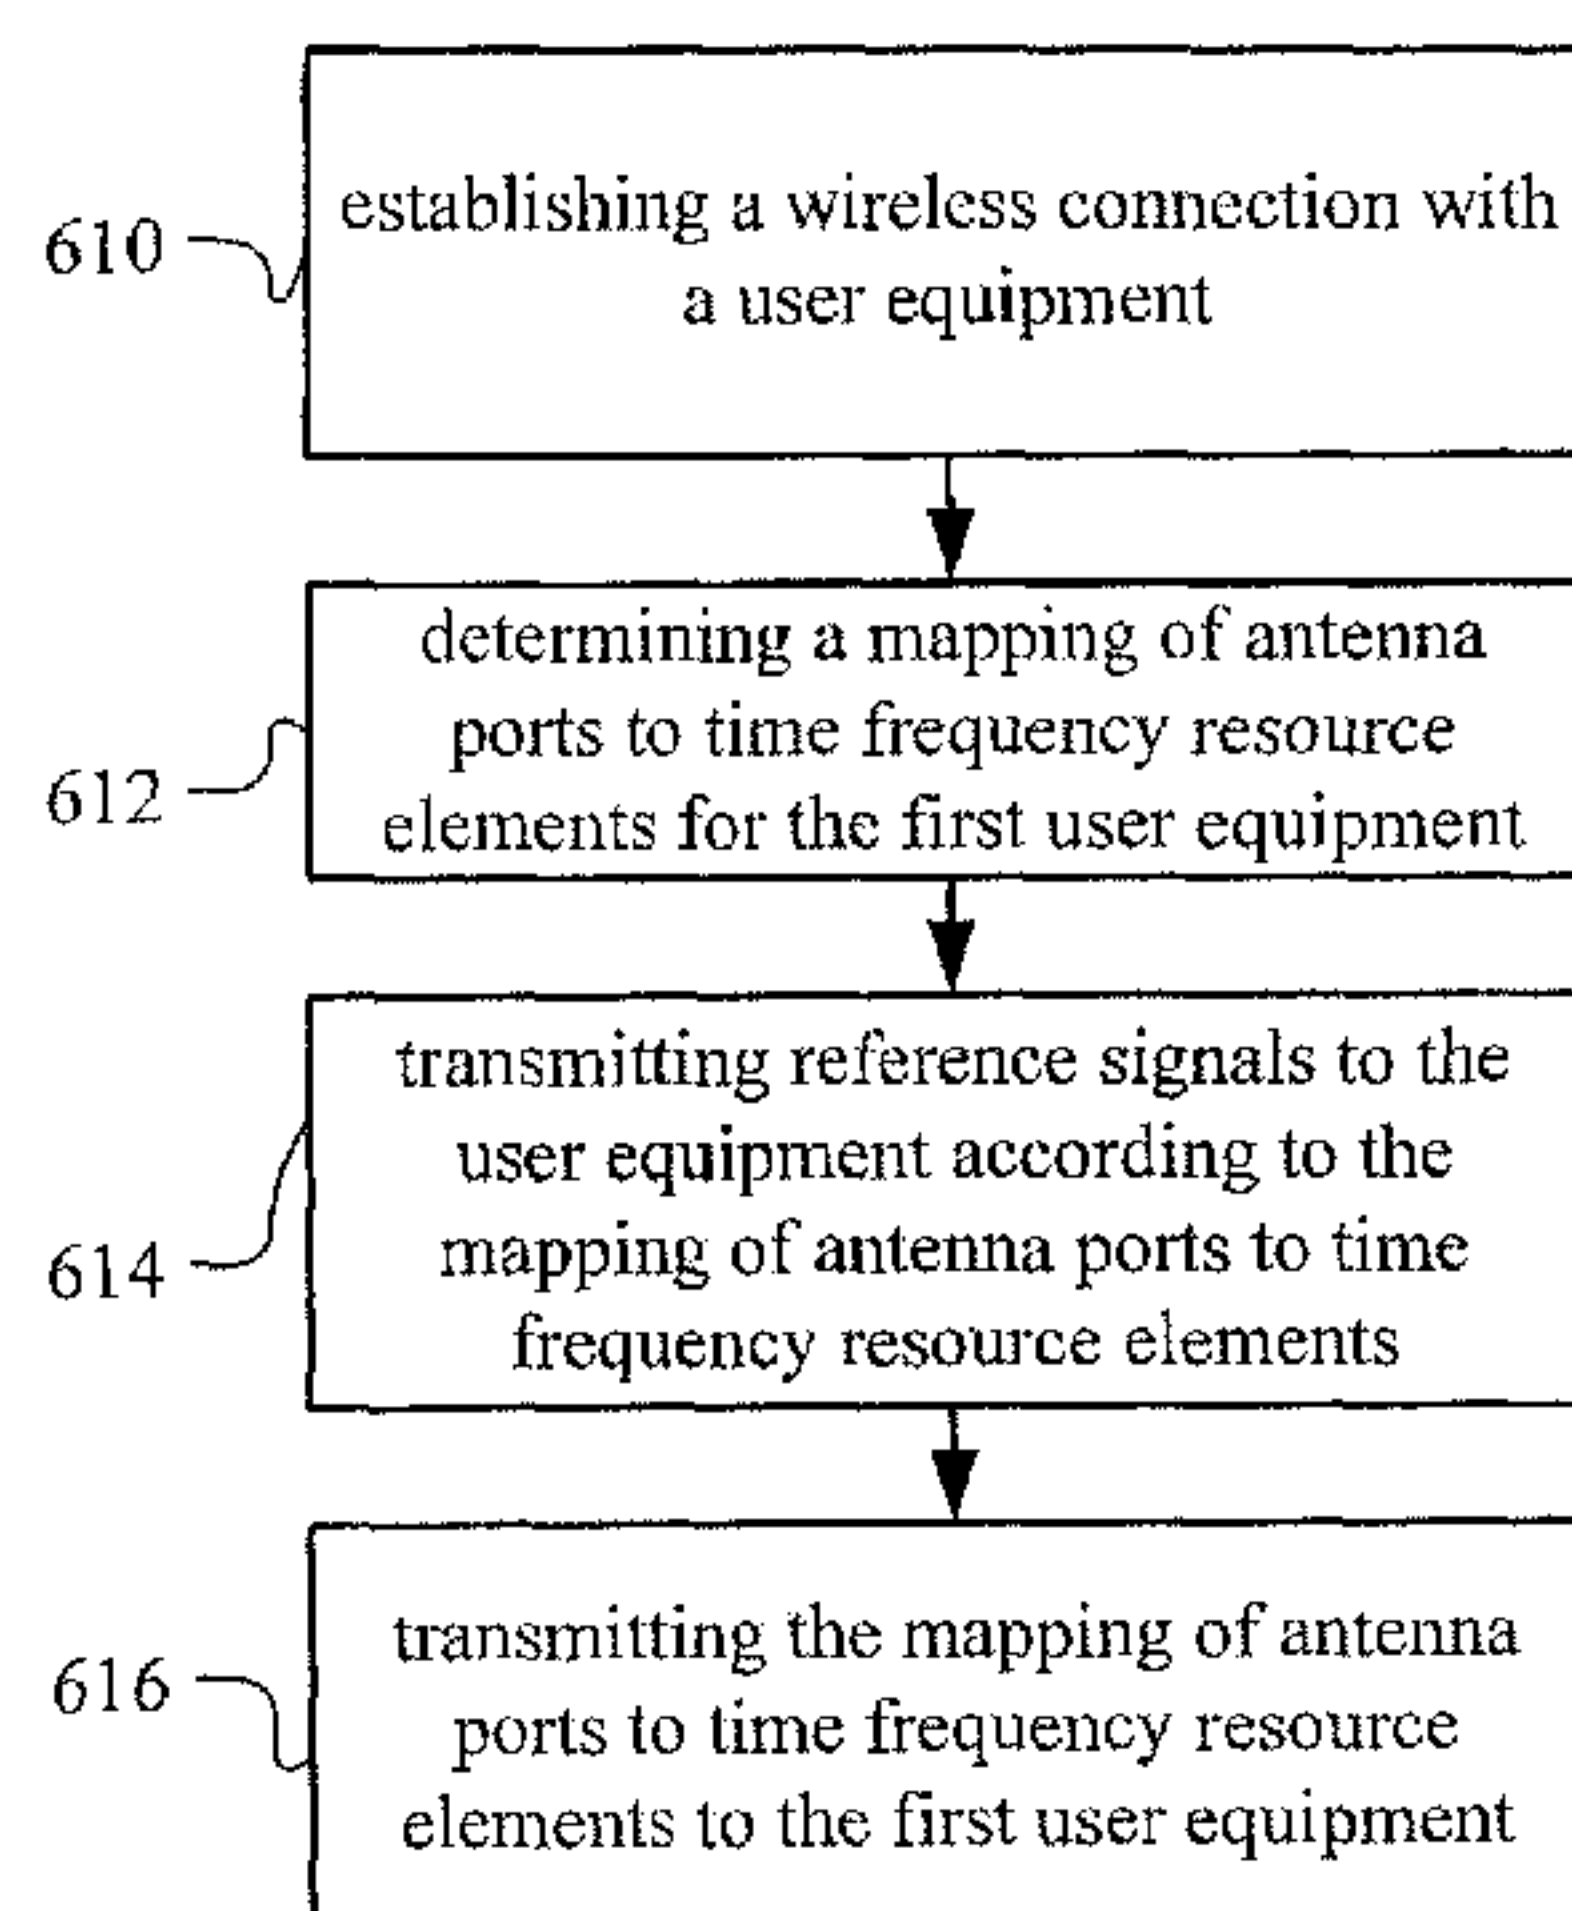 610
establishing a wireless connection with
a user equipment
612
determining a mapping of antenna
ports to time frequency resource
elements for the first user equipment
614
transmitting reference signals to the
user equipment according to the
mapping of antenna ports to time
frequency resource elements
616
transmitting the mapping of antenna
ports to time frequency resource
elements to the first user equipment